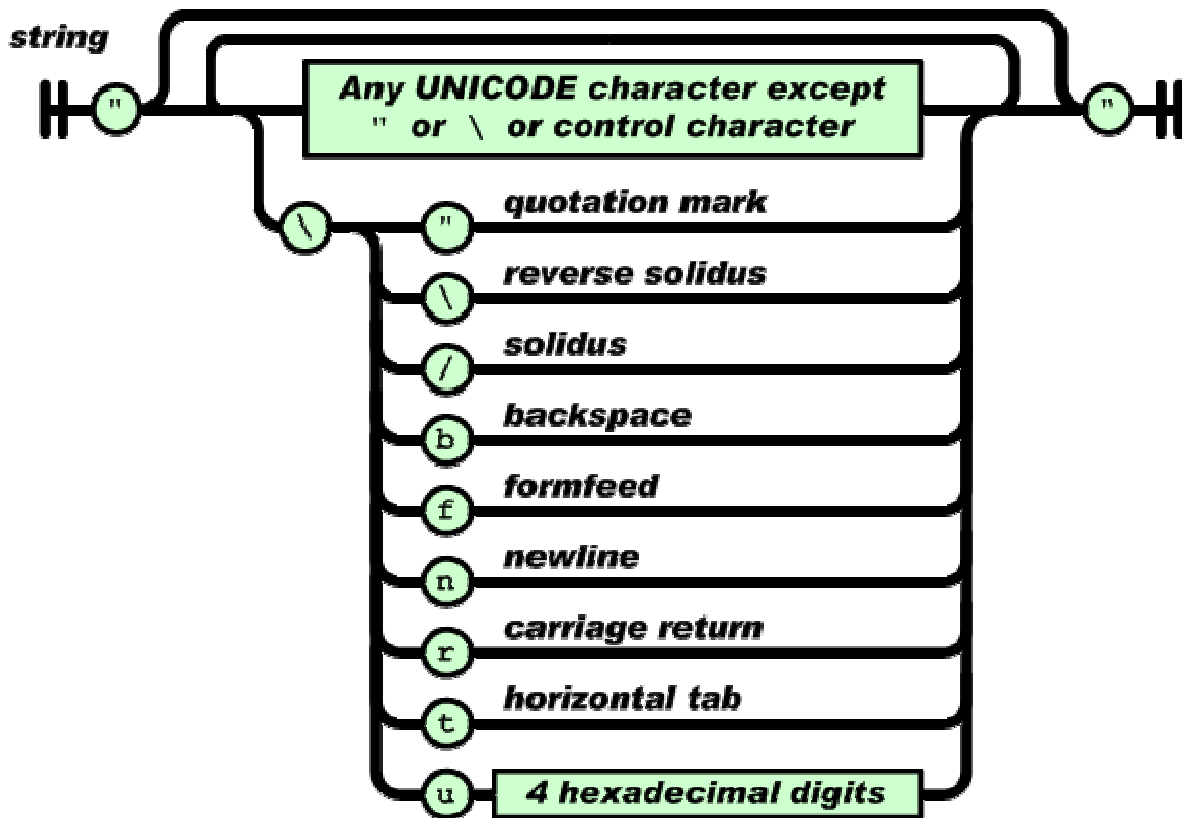 string
" Any UNICODE character except "
" or \ or control character
\ " quotation mark
\ reverse solidus
/ solidus
b backspace
f formfeed
n newline
r carriage return
t horizontal tab
u 4 hexadecimal digits